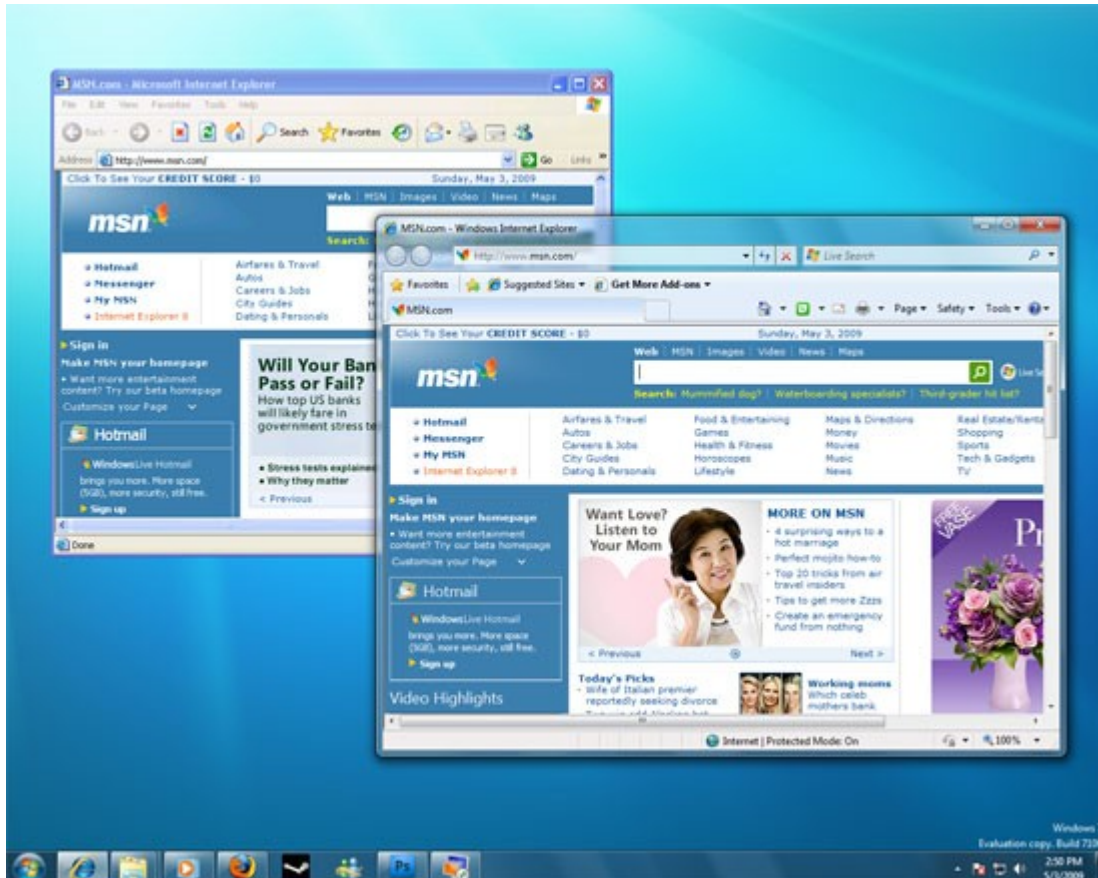 MSN.com - Microsoft Internet Explorer
File Edit View Favorites Tools Help
Back Search Favorites
Address http://www.msn.com/ Go Links
Click To See Your CREDIT SCORE - $0 Sunday, May 3, 2009
Web MSN Images Video News Maps
msn
Search:
Hotmail
Messenger
My MSN
Internet Explorer 8
Airfares & Travel
Autos
Careers & Jobs
City Guides
Dating & Personals
Sign in
Make MSN your homepage
• Want more entertainment
content? Try our beta homepage
Customize your Page
Hotmail
WindowsLive Hotmail
brings you more. More space
(5GB), more security, still free.
Sign up
Will Your Ban
Pass or Fail?
How top US banks
will likely fare in
government stress te
• Stress tests explained
• Why they matter
< Previous
Done
MSN.com - Windows Internet Explorer
http://www.msn.com/ Live Search
Favorites Suggested Sites Get More Add-ons
MSN.com Page Safety Tools
Click To See Your CREDIT SCORE - $0 Sunday, May 3, 2009
Web MSN Images Video News Maps
msn
Live Se
Search: Mummified dog? Waterboarding specialists? Third-grader hit list?
Hotmail
Messenger
My MSN
Internet Explorer 8
Airfares & Travel
Autos
Careers & Jobs
City Guides
Dating & Personals
Food & Entertaining
Games
Health & Fitness
Horoscopes
Lifestyle
Maps & Directions
Money
Movies
Music
News
Real Estate/Renta
Shopping
Sports
Tech & Gadgets
TV
Sign in
Make MSN your homepage
• Want more entertainment
content? Try our beta homepage
Customize your Page
Hotmail
WindowsLive Hotmail
brings you more. More space
(5GB), more security, still free.
Sign up
Video Highlights
Want Love?
Listen to
Your Mom
MORE ON MSN
• 4 surprising ways to a
hot marriage
• Perfect mojito how-to
• Top 20 tricks from air
travel insiders
• Tips to get more Zzzs
• Create an emergency
fund from nothing
< Previous Next >
Today's Picks
• Wife of Italian premier
reportedly seeking divorce
Working moms
Which celeb
mothers bank
FREE
VASE
Pr
Internet | Protected Mode: On 100%
Windows
Evaluation copy. Build 710
Ps
2:50 PM
5/3/2009